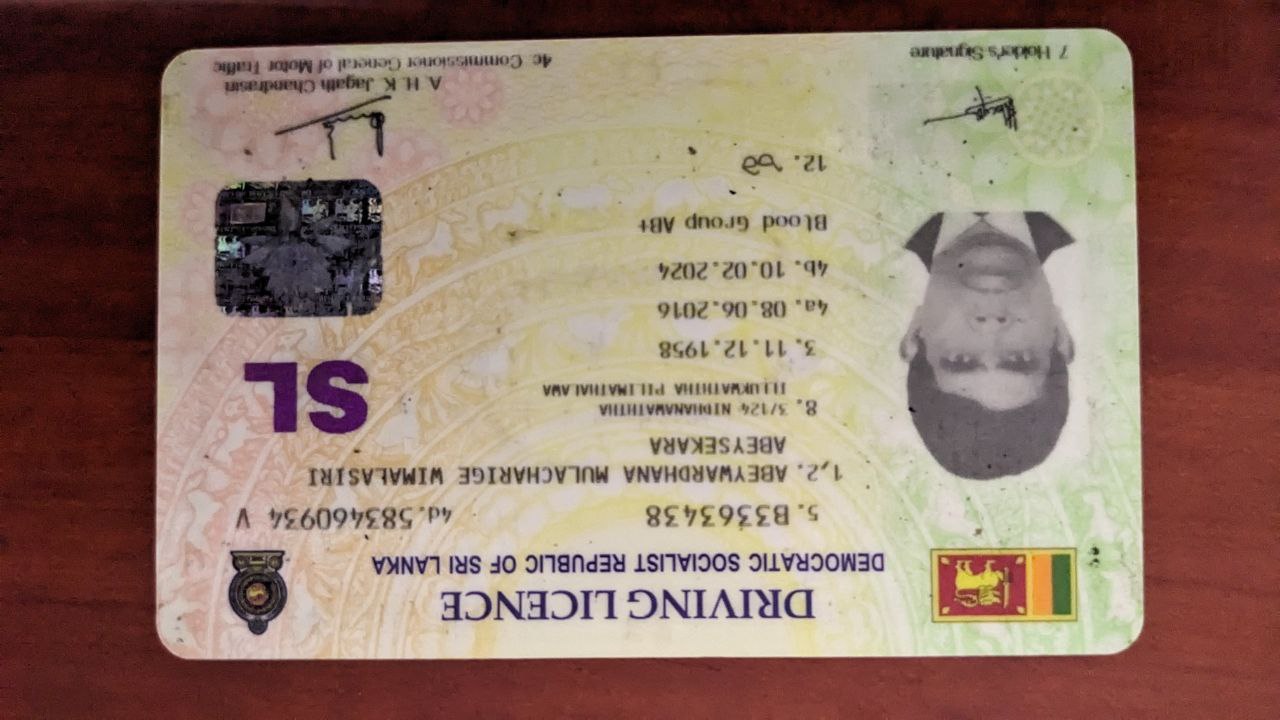 DRIVING LICENCE
DEMOCRATIC SOCIALIST REPUBLIC OF SRI LANKA
5. B3363438 4d.583460934 V
1,2. ABEYWARDHANA MULACHARIGE WIMALASIRI
ABEYSEKARA
8. 3/124 NIDHANAWATHTHA
ILLUKWATHTHA PILIMATHALAWA
3. 11.12.1958
4a. 08.06.2016
4b. 10.02.2024
Blood Group AB+
SL
12.
7 Holder's Signature
A. H. K. Jagath Chandrasiri
4c. Commissioner General of Motor Traffic